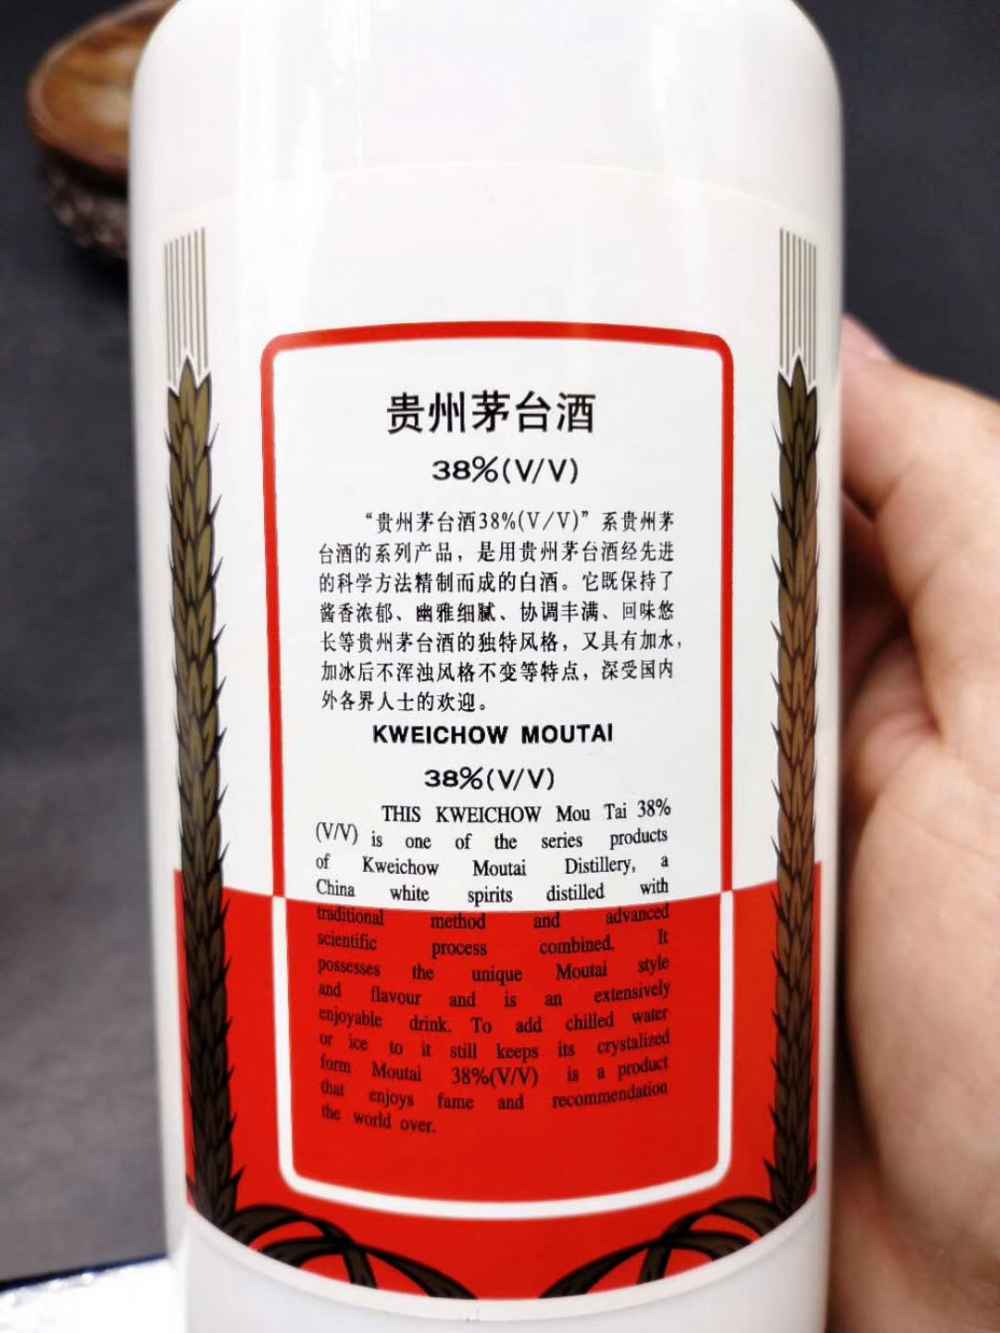 贵州茅台酒
38%(V/V)
“贵州茅台酒38%(V/V)”系贵州茅
台酒的系列产品，是用贵州茅台酒经先进
的科学方法精制而成的白酒。它既保持了
酱香浓郁、幽雅细腻、协调丰满、回味悠
长等贵州茅台酒的独特风格，又具有加水，
加冰后不浑浊风格不变等特点，深受国内
外各界人士的欢迎。
KWEICHOW MOUTAI
38%(V/V)
THIS KWEICHOW Mou Tai 38%
(V/V) is one of the series products
of Kweichow Moutai Distillery, a
China white spirits distilled with
traditional method and advanced
scientific process combined. It
possesses the unique Moutai style
and flavour and is an extensively
enjoyable drink. To add chilled water
or ice to it still keeps its crystalized
form Moutai 38%(V/V) is a product
that enjoys fame and recommendation
the world over.